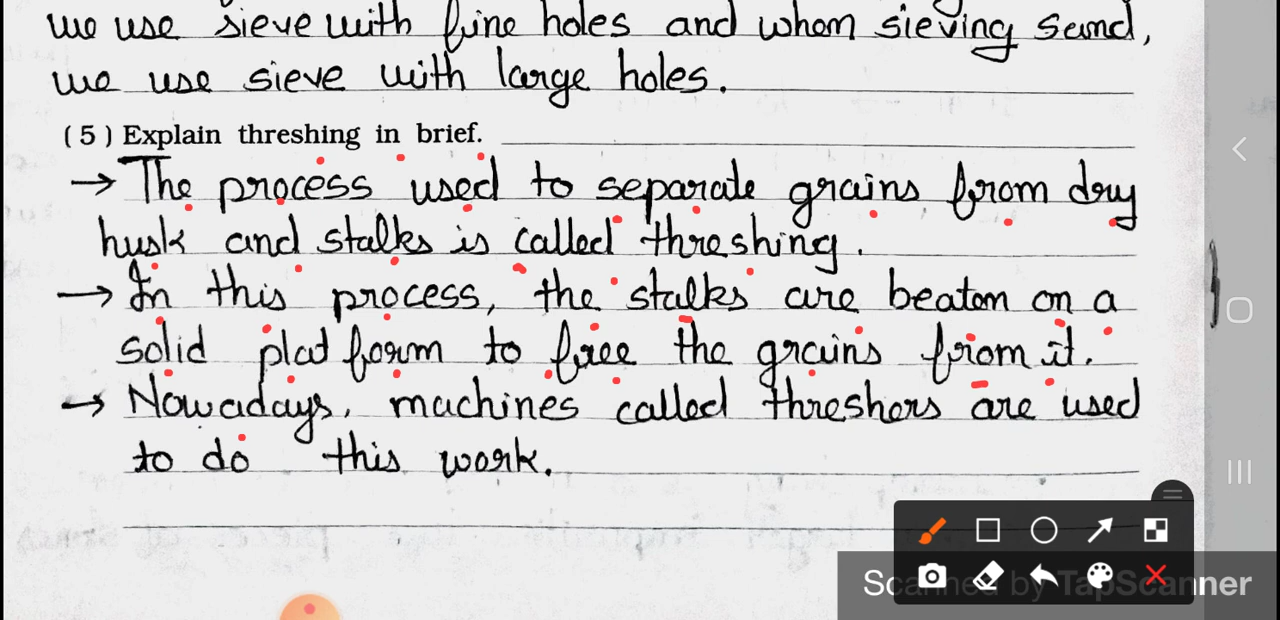 we use sieve with fine holes and when sieving sand,
we use sieve with large holes.
(5) Explain threshing in brief.
→ The process used to separate grains from dry
husk and stalks is called threshing.
→ In this process, the stalks are beaten on a
solid platform to free the grains from it.
→ Nowadays, machines called threshers are used
to do this work.
Scanned by TapScanner